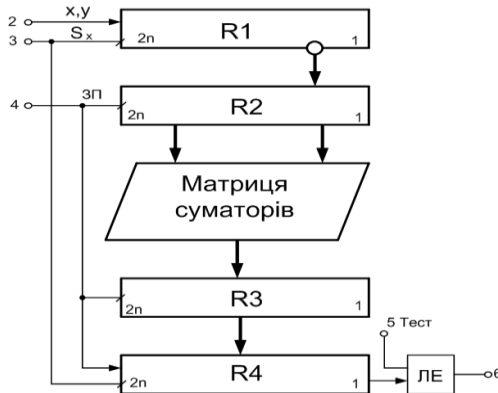 x,y
2
R1
3
Sx
2n
1
ЗП
4
R2
2n
1
Матриця
суматорів
R3
2n
1
5 Тест
R4
2n
1
ЛЕ
6